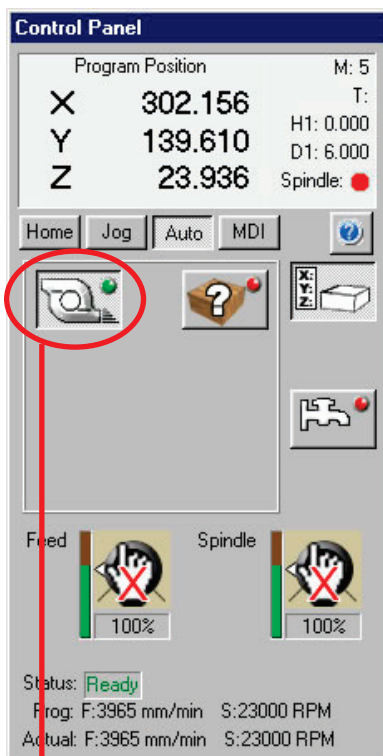 Control Panel
Program Position M: 5
X 302.156 T:
Y 139.610 H1: 0.000
D1: 6.000
Z 23.936 Spindle:
Home Jog Auto MDI ?
? X:
Y:
Z:
Feed Spindle
100% 100%
Status: Ready
Prog: F:3965 mm/min S:23000 RPM
Actual: F:3965 mm/min S:23000 RPM